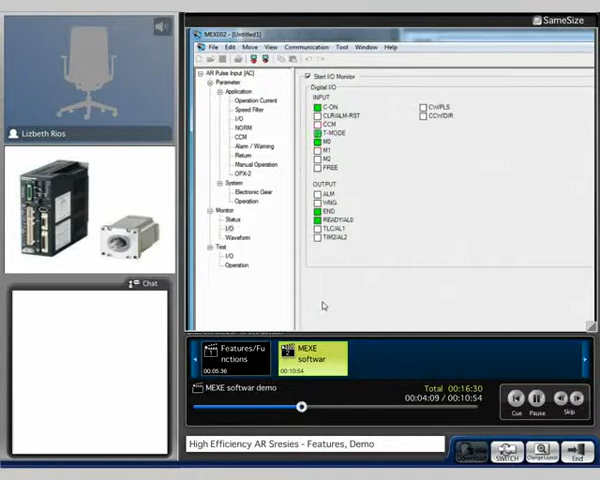 SameSize
MEXE02 - [Untitled1]
File Edit Move View Communication Tool Window Help
AR Pulse Input [AC]
Parameter
Application
Operation Current
Speed Filter
I/O
NORM
CCM
Alarm / Warning
Return
Manual Operation
OPX-2
System
Electronic Gear
Operation
Monitor
Status
I/O
Waveform
Test
I/O
Operation
Start I/O Monitor
Digital I/O
INPUT
C-ON
CLR/ALM-RST
CCM
T-MODE
M0
M1
M2
FREE
CW/PLS
CCW/DIR
OUTPUT
ALM
WNG
END
READY/AL0
TLC/AL1
TIM2/AL2
Lizbeth Rios
Chat
1 Features/Fu
nctions
00:05:36
2 MEXE
softwar
00:10:54
MEXE softwar demo
Total 00:16:30
00:04:09 / 00:10:54
Cue Pause Skip
High Efficiency AR Sresies - Features, Demo
Download SWITCH Change Layout End